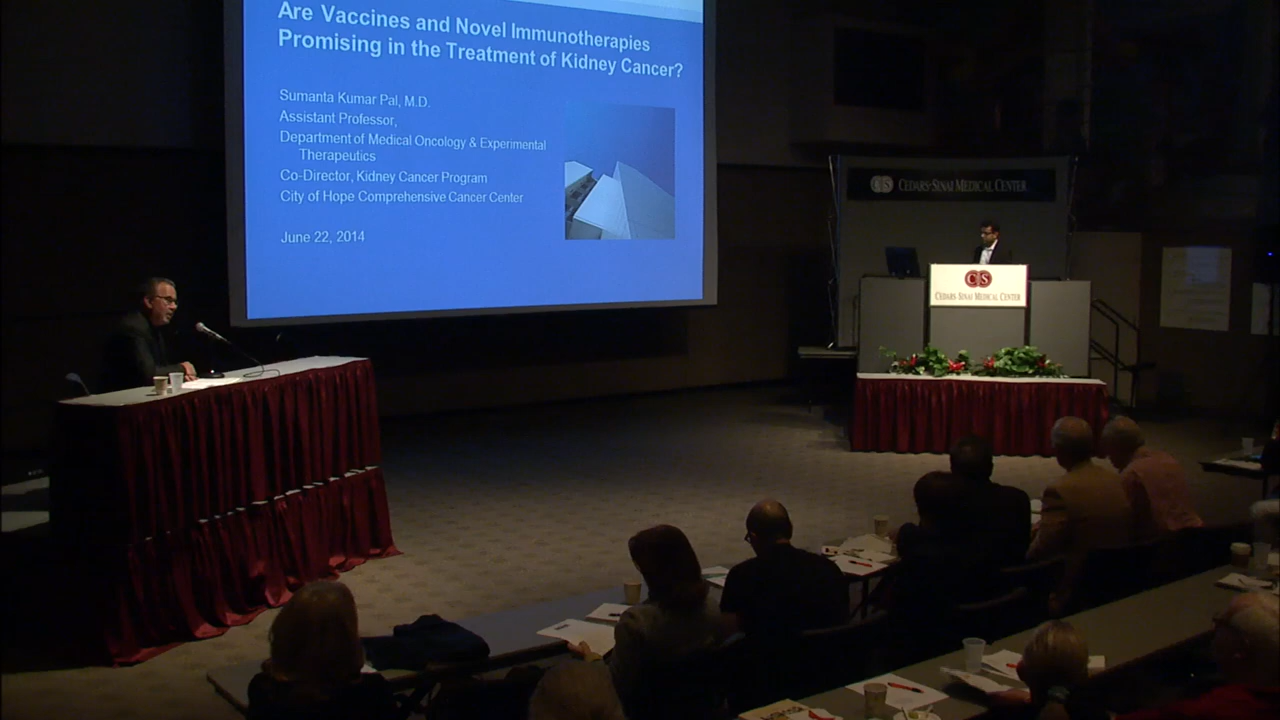 Are Vaccines and Novel Immunotherapies
Promising in the Treatment of Kidney Cancer?
Sumanta Kumar Pal, M.D.
Assistant Professor,
Department of Medical Oncology & Experimental
Therapeutics
Co-Director, Kidney Cancer Program
City of Hope Comprehensive Cancer Center
June 22, 2014
CS CEDARS-SINAI MEDICAL CENTER
CS
CEDARS-SINAI MEDICAL CENTER